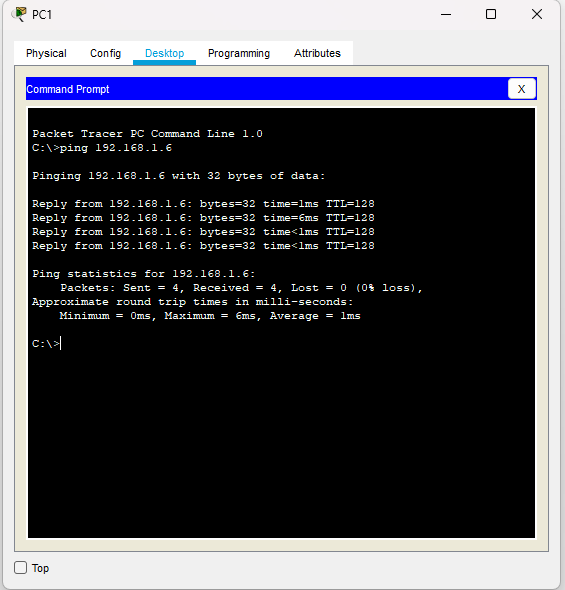 PC1
Physical Config Desktop Programming Attributes
Command Prompt
X
Packet Tracer PC Command Line 1.0
C:\>ping 192.168.1.6
Pinging 192.168.1.6 with 32 bytes of data:
Reply from 192.168.1.6: bytes=32 time=1ms TTL=128
Reply from 192.168.1.6: bytes=32 time=6ms TTL=128
Reply from 192.168.1.6: bytes=32 time<1ms TTL=128
Reply from 192.168.1.6: bytes=32 time<1ms TTL=128
Ping statistics for 192.168.1.6:
    Packets: Sent = 4, Received = 4, Lost = 0 (0% loss),
Approximate round trip times in milli-seconds:
    Minimum = 0ms, Maximum = 6ms, Average = 1ms
C:\>
Top